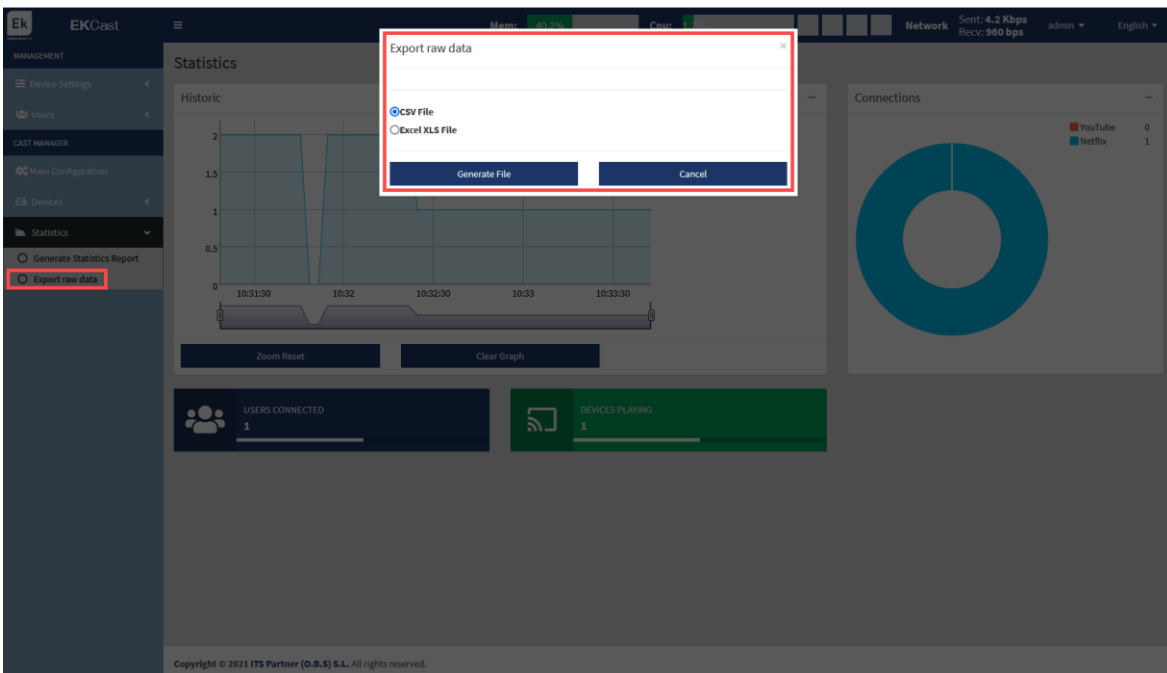 Ek
EKCast
Mem: 40.2%
Cpu:
Network
Sent: 4.2 Kbps
Recv: 960 bps
admin
English
MANAGEMENT
Device Settings
Users
CAST MANAGER
Main Configuration
Devices
Statistics
Generate Statistics Report
Export raw data
Statistics
Export raw data
×
CSV File
Excel XLS File
Generate File
Cancel
Historic
2
1.5
1
0.5
0
10:31:30
10:32
10:32:30
10:33
10:33:30
Zoom Reset
Clear Graph
Connections
YouTube 0
Netflix 1
USERS CONNECTED
1
DEVICES PLAYING
1
Copyright © 2021 ITS Partner (O.B.S) S.L. All rights reserved.